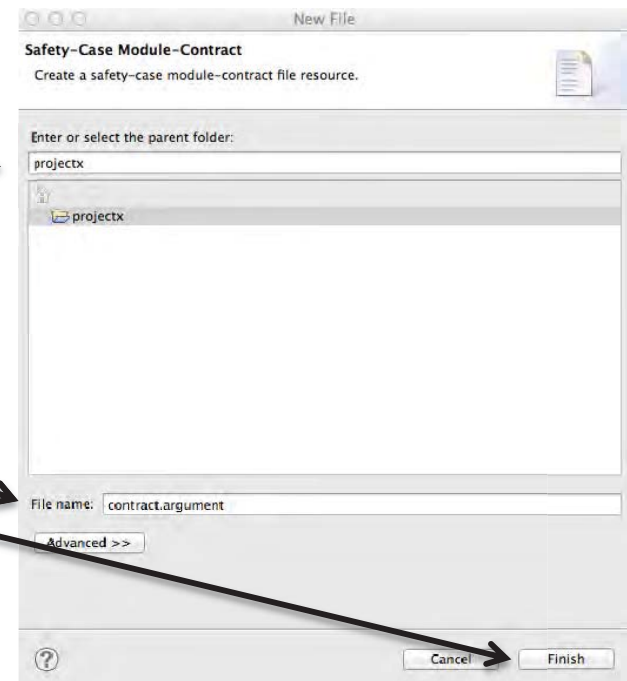 New File
Safety-Case Module-Contract
Create a safety-case module-contract file resource.
Enter or select the parent folder:
projectx
projectx
File name: contract.argument
Advanced >>
?
Cancel
Finish